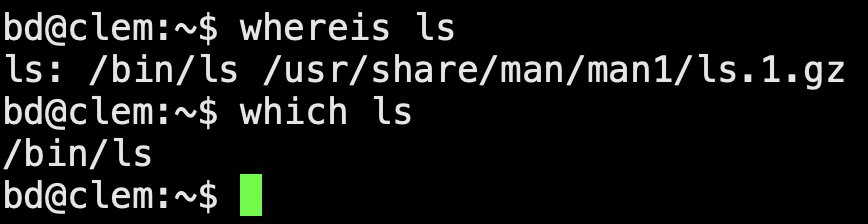 bd@clem:~$ whereis ls
ls: /bin/ls /usr/share/man/man1/ls.1.gz
bd@clem:~$ which ls
/bin/ls
bd@clem:~$